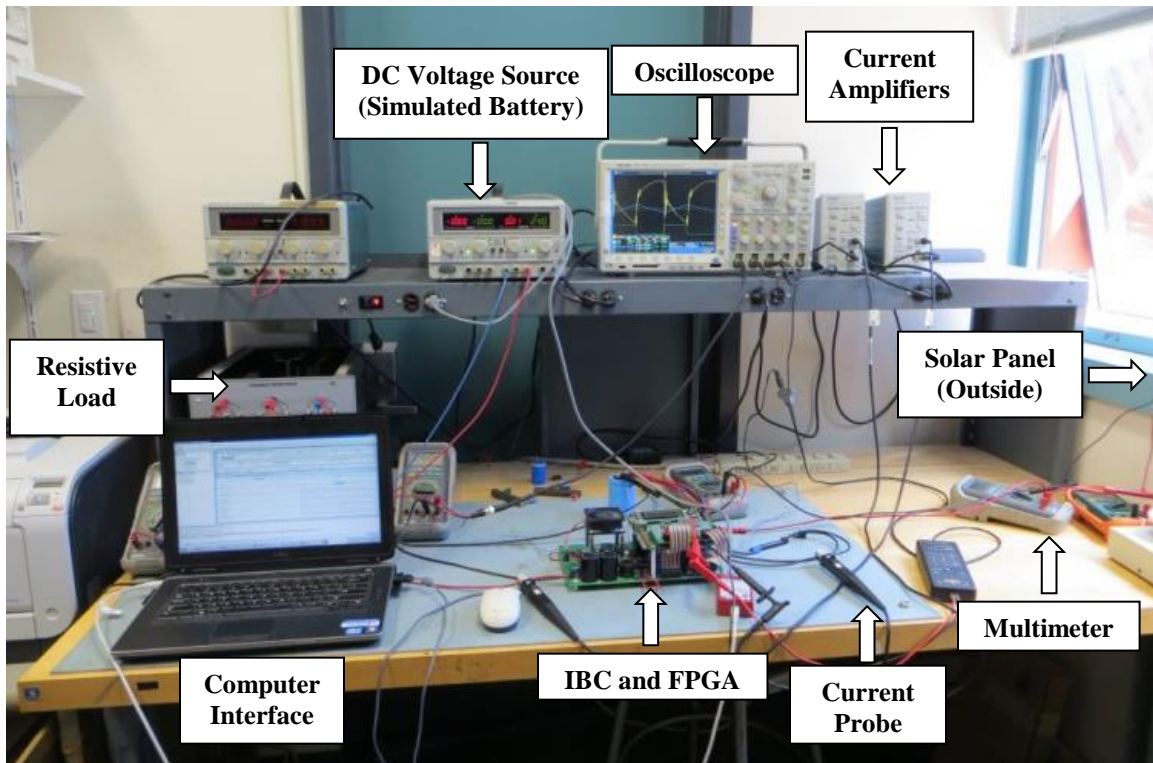 DC Voltage Source
(Simulated Battery)
Oscilloscope
Current
Amplifiers
Resistive
Load
Solar Panel
(Outside)
Computer
Interface
IBC and FPGA
Current
Probe
Multimeter